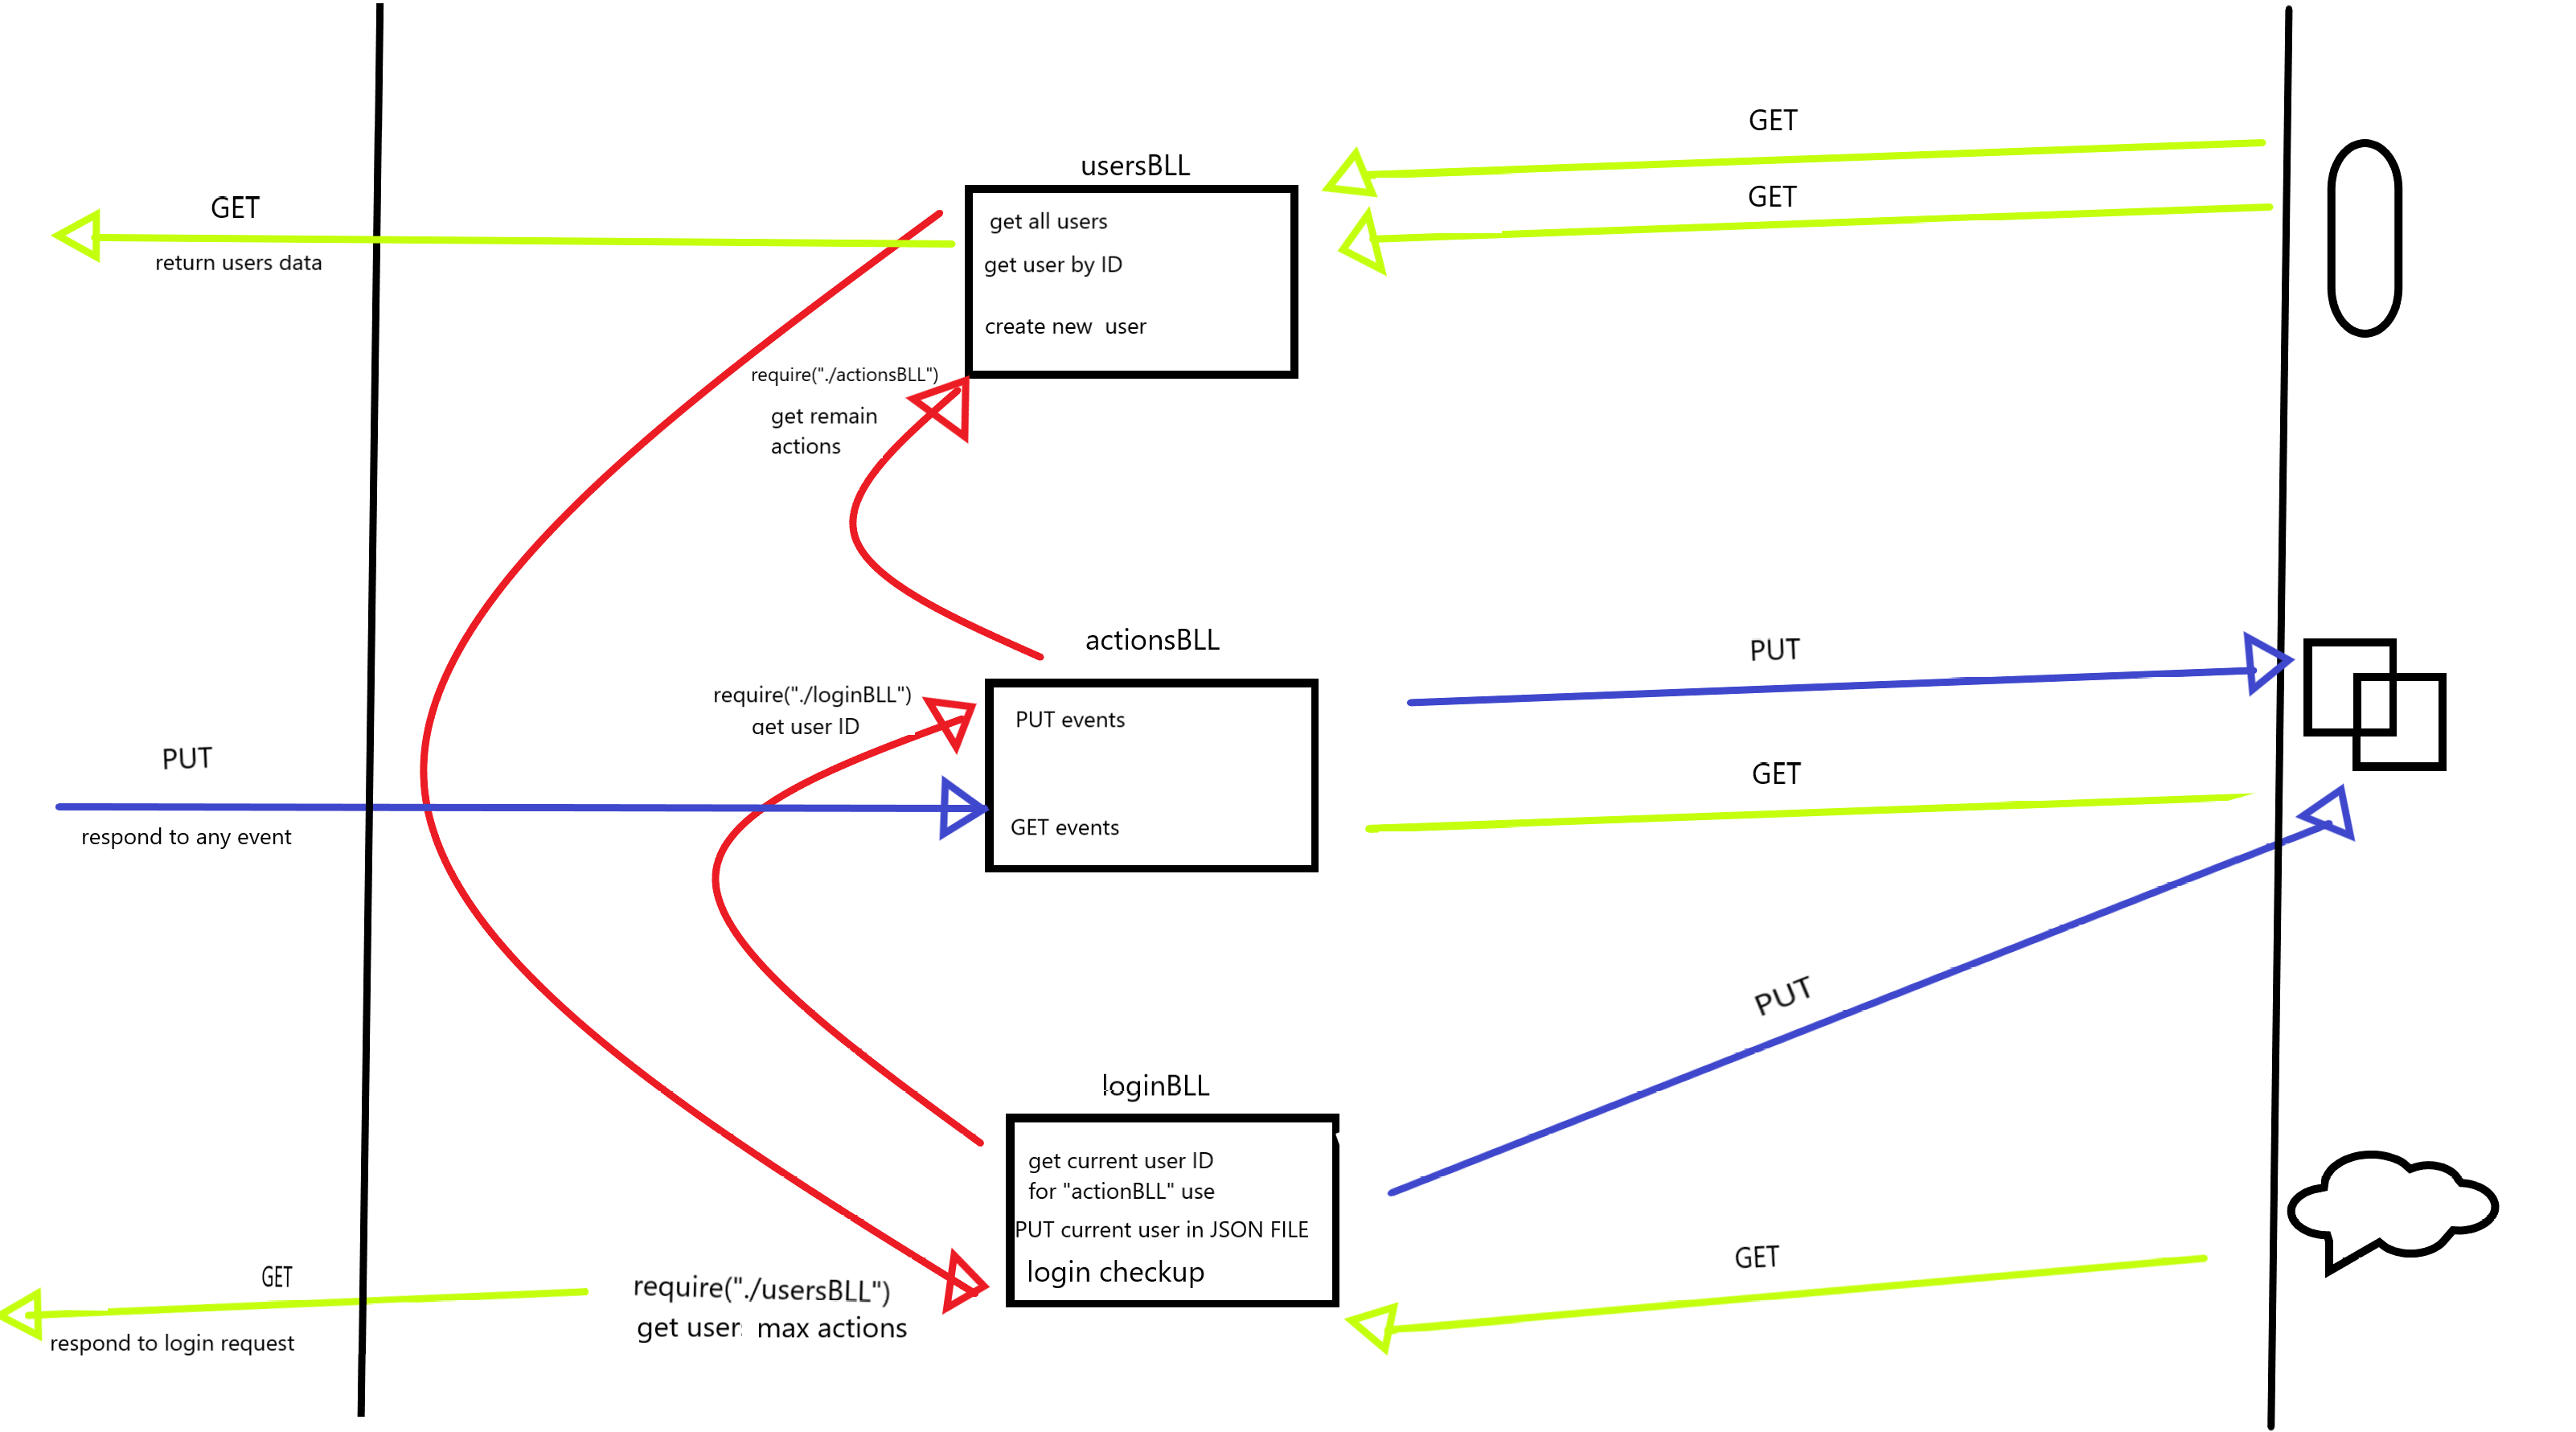 GET
usersBLL
GET
GET
get all users
return users data
get user by ID
create new user
require("./actionsBLL")
get remain
actions
actionsBLL
PUT
require("./loginBLL")
PUT events
get user ID
PUT
GET
GET events
respond to any event
PUT
loginBLL
get current user ID
for "actionBLL" use
PUT current user in JSON FILE
GET
login checkup
GET
require("./usersBLL")
get user max actions
respond to login request